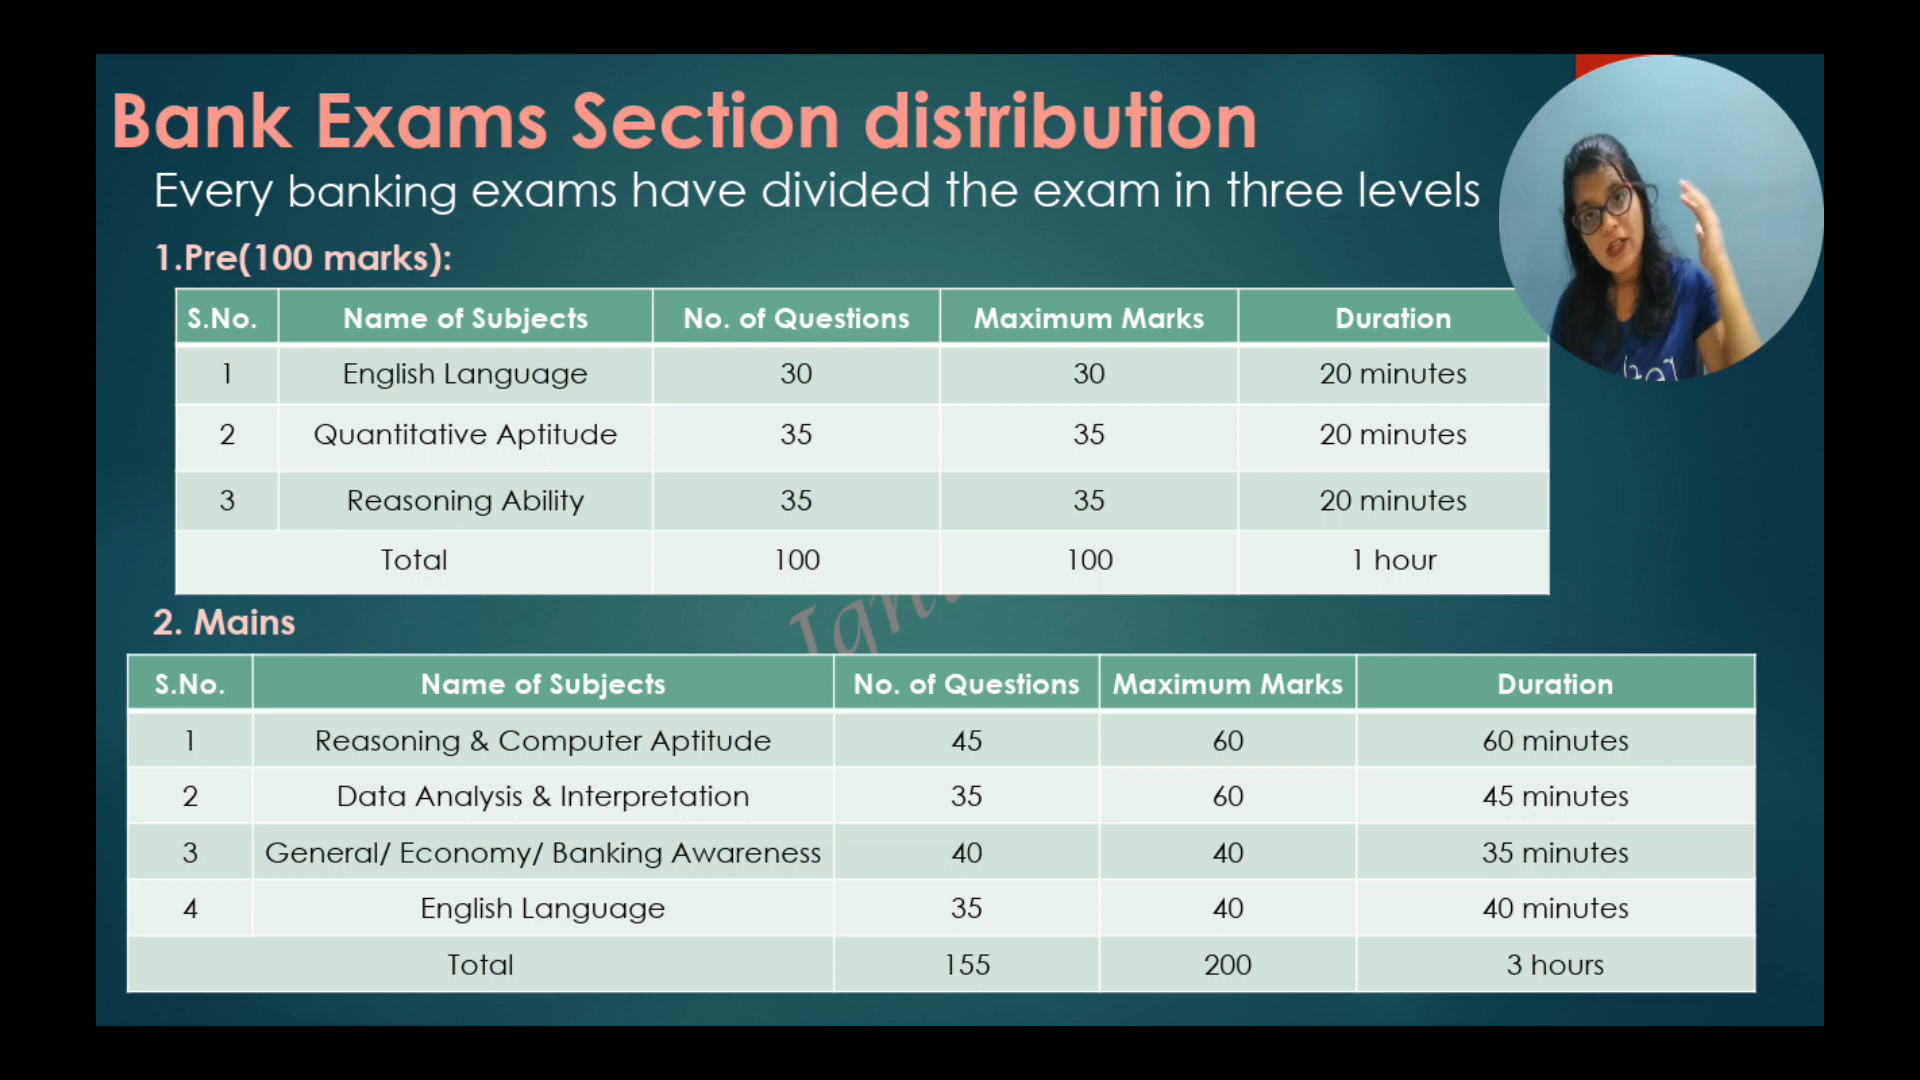 Bank Exams Section distribution
Every banking exams have divided the exam in three levels
1.Pre(100 marks):
S.No. Name of Subjects No. of Questions Maximum Marks Duration
1 English Language 30 30 20 minutes
2 Quantitative Aptitude 35 35 20 minutes
3 Reasoning Ability 35 35 20 minutes
Total 100 100 1 hour
2. Mains
S.No. Name of Subjects No. of Questions Maximum Marks Duration
1 Reasoning & Computer Aptitude 45 60 60 minutes
2 Data Analysis & Interpretation 35 60 45 minutes
3 General/ Economy/ Banking Awareness 40 40 35 minutes
4 English Language 35 40 40 minutes
Total 155 200 3 hours